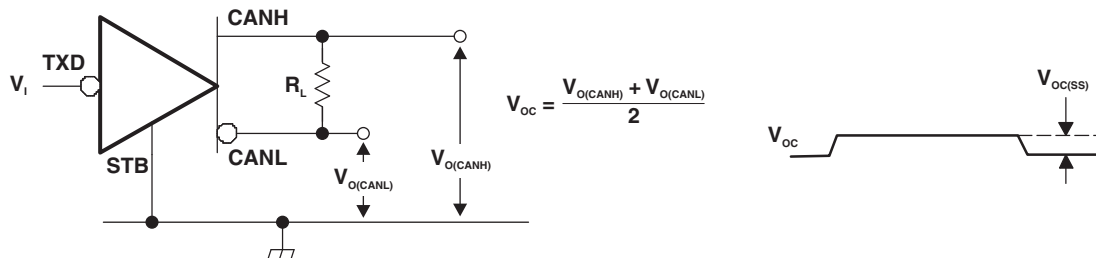 CANH
TXD
V_I
R_L
CANL
STB
V_O(CANL)
V_O(CANH)
V_OC = (V_O(CANH) + V_O(CANL)) / 2
V_OC(SS)
V_OC